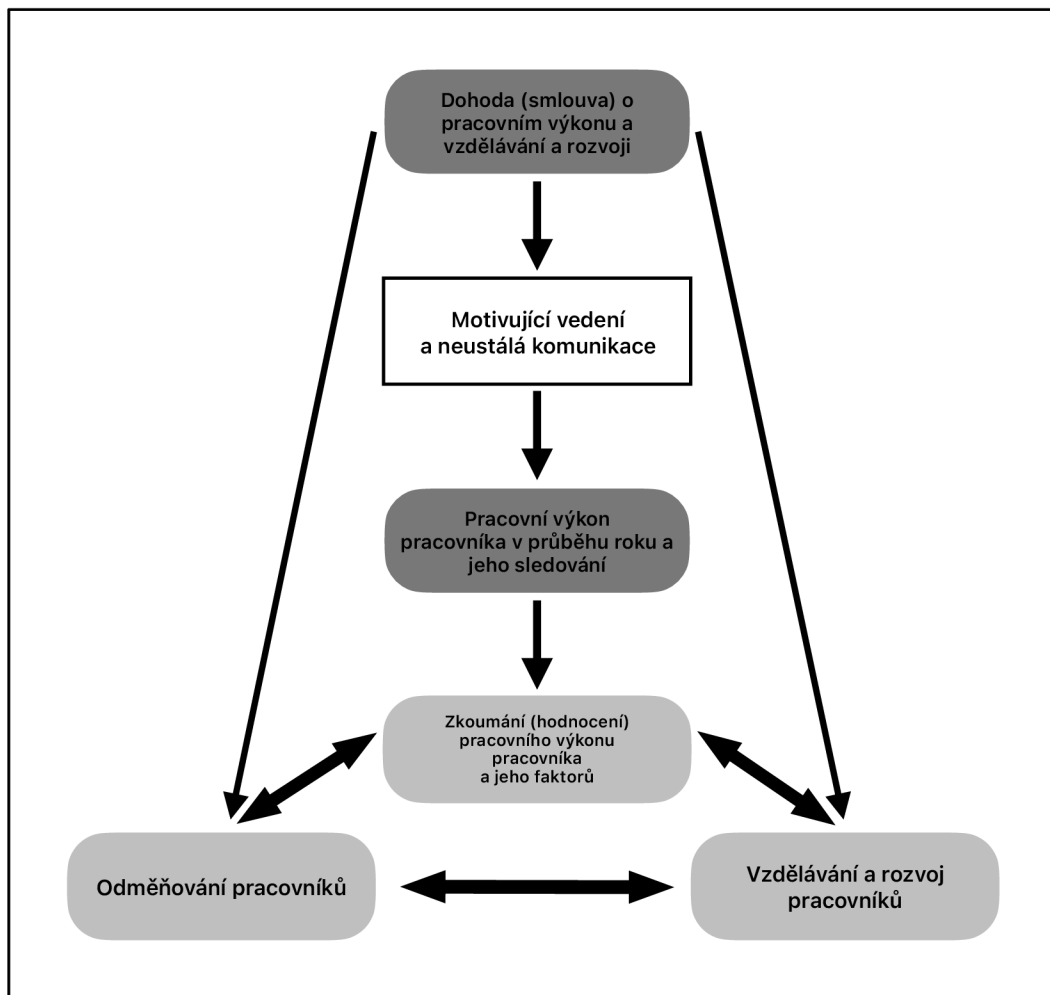 Dohoda (smlouva) o
pracovním výkonu a
vzdělávání a rozvoji
Motivující vedení
a neustálá komunikace
Pracovní výkon
pracovníka v průběhu roku a
jeho sledování
Zkoumání (hodnocení)
pracovního výkonu
pracovníka
a jeho faktorů
Odměňování pracovníků
Vzdělávání a rozvoj
pracovníků